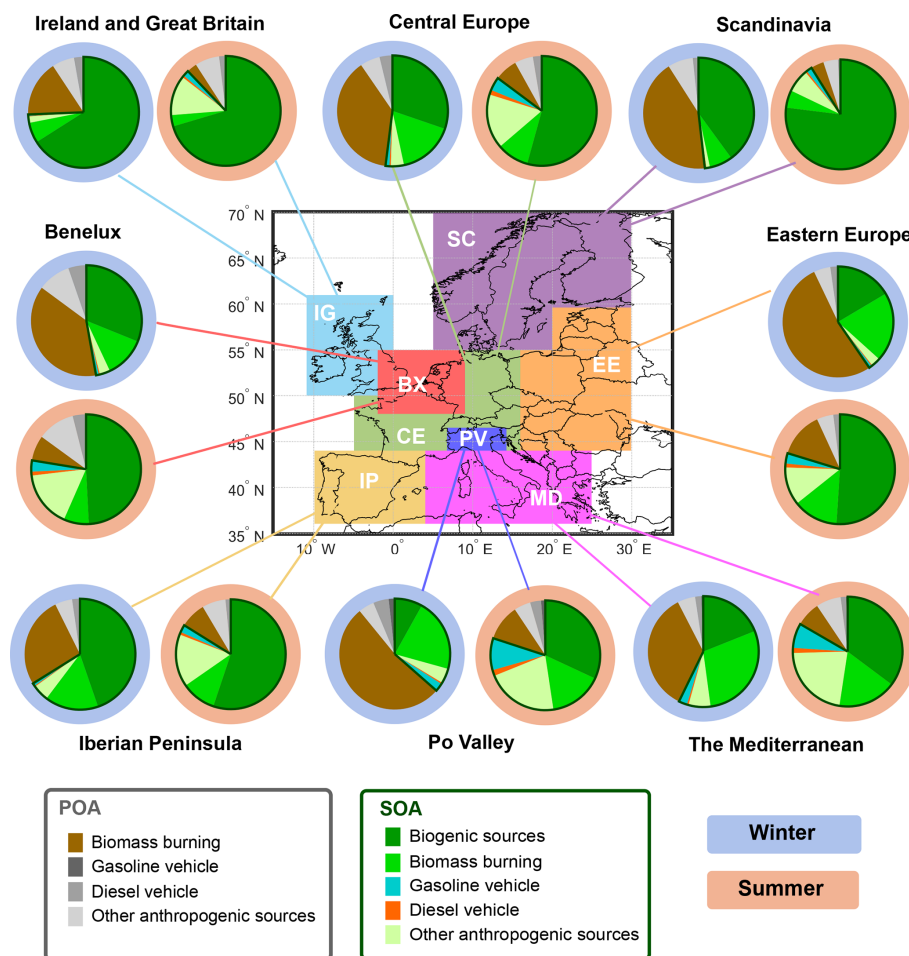 Ireland and Great Britain
Central Europe
Scandinavia
Benelux
Eastern Europe
70° N
65° N
60° N
55° N
50° N
45° N
40° N
35° N
10° W
0° E
10° E
20° E
30° E
SC
IG
BX
EE
CE
PV
IP
MD
Iberian Peninsula
Po Valley
The Mediterranean
POA
Biomass burning
Gasoline vehicle
Diesel vehicle
Other anthropogenic sources
SOA
Biogenic sources
Biomass burning
Gasoline vehicle
Diesel vehicle
Other anthropogenic sources
Winter
Summer